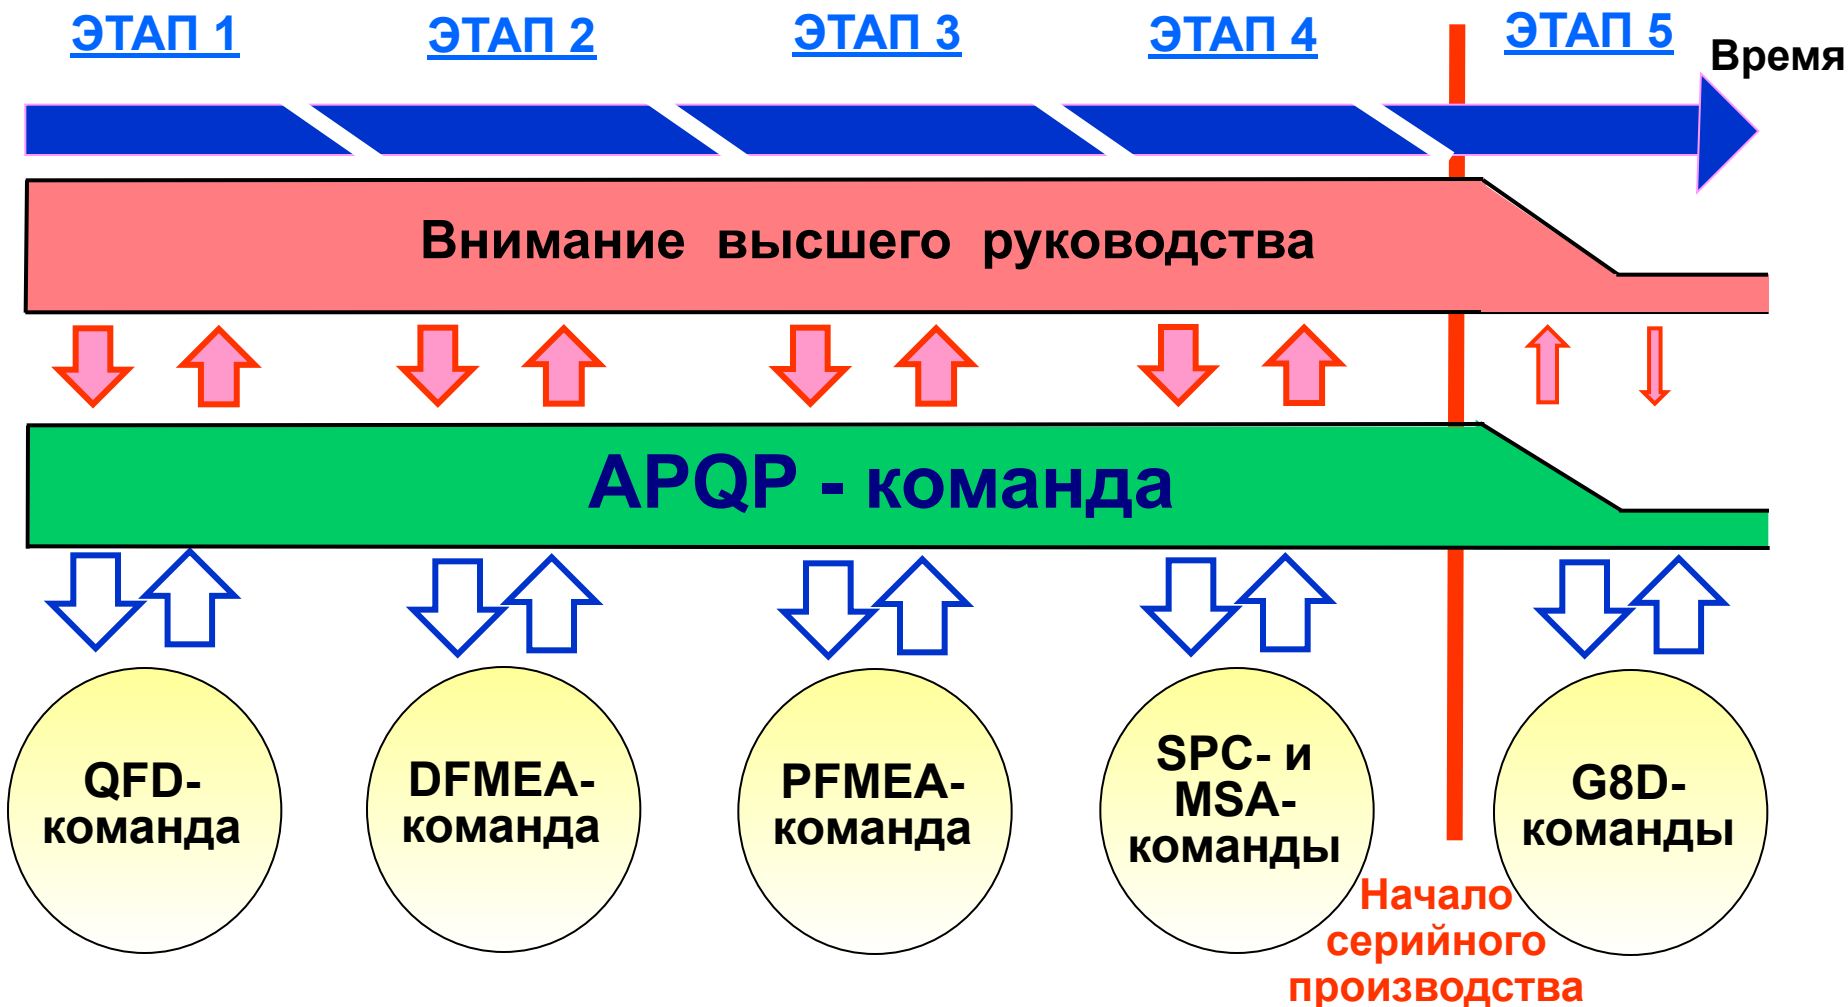 ЭТАП 1
ЭТАП 2
ЭТАП 3
ЭТАП 4
ЭТАП 5
Время
Внимание высшего руководства
APQP - команда
QFD-
команда
DFMEA-
команда
PFMEA-
команда
SPC- и
MSA-
команды
G8D-
команды
Начало
серийного
производства